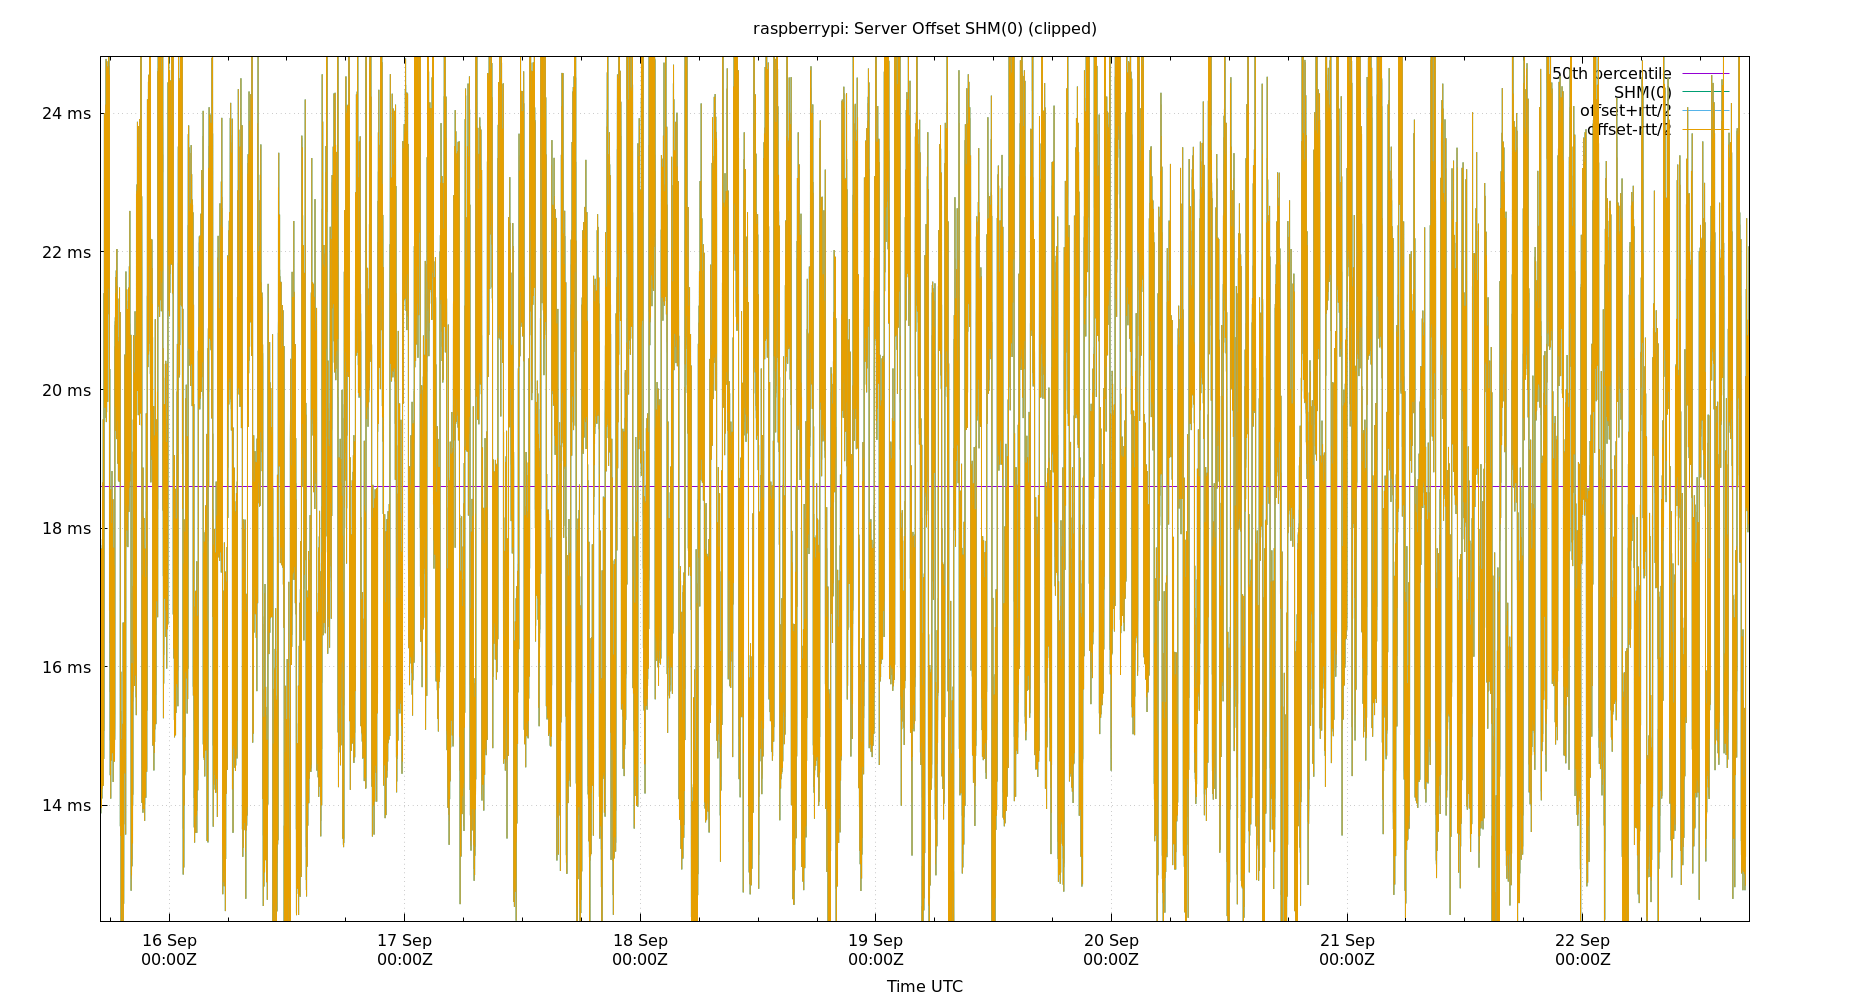 raspberrypi: Server Offset SHM(0) (clipped)
50th percentile
SHM(0)
offset+rtt/2
offset-rtt/2
24 ms
22 ms
20 ms
18 ms
16 ms
14 ms
16 Sep 17 Sep 18 Sep 19 Sep 20 Sep 21 Sep 22 Sep
00:00Z 00:00Z 00:00Z 00:00Z 00:00Z 00:00Z 00:00Z
Time UTC